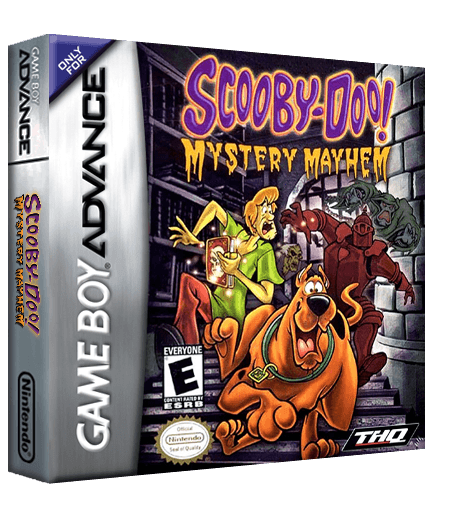 GAME BOY
ADVANCE
SCOOBY-DOO!
MYSTERY MAYHEM
Nintendo
ONLY
FOR
GAME BOY ADVANCE
SCOOBY-DOO!
MYSTERY MAYHEM
EVERYONE
E
CONTENT RATED BY
ESRB
Official
Nintendo
Seal of Quality
THQ